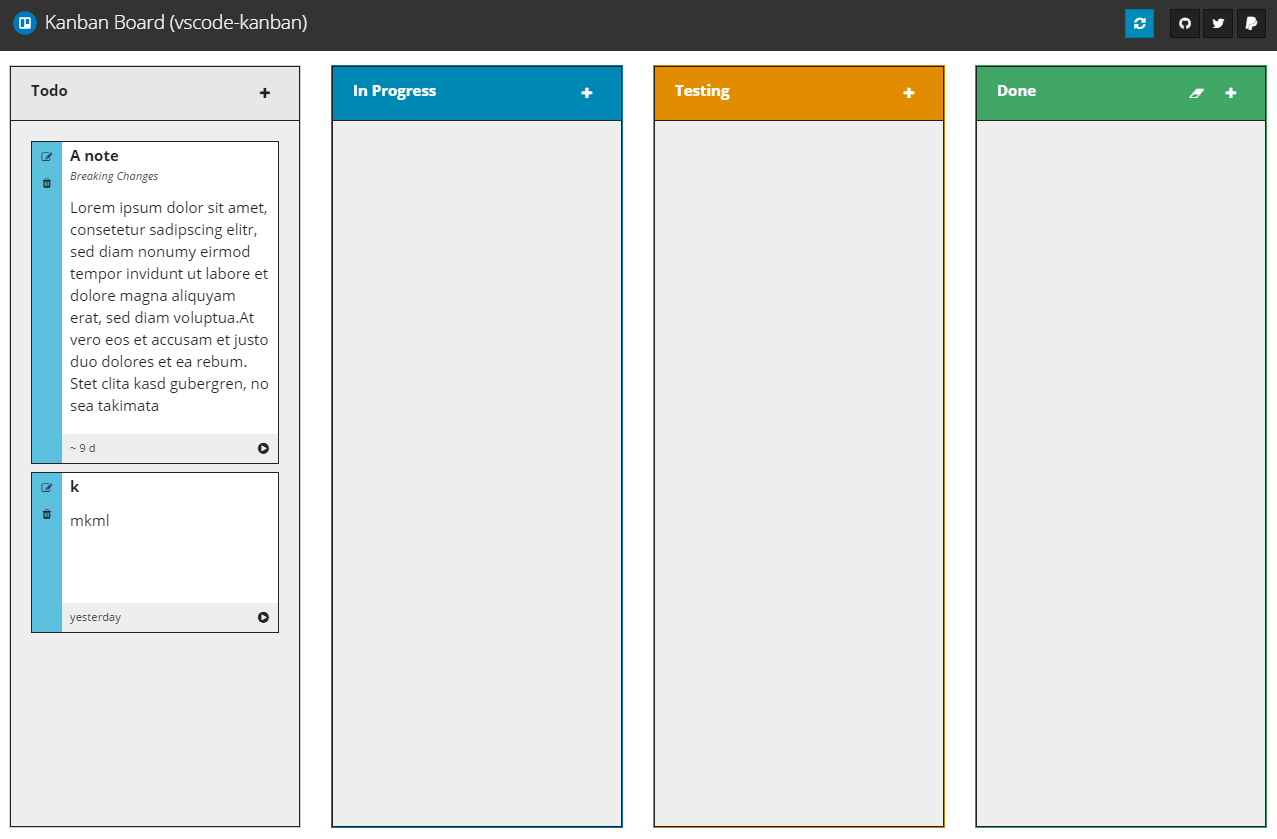 Kanban Board (vscode-kanban)
Todo
In Progress
Testing
Done
A note
Breaking Changes
Lorem ipsum dolor sit amet,
consetetur sadipscing elitr,
sed diam nonumy eirmod
tempor invidunt ut labore et
dolore magna aliquyam
erat, sed diam voluptua.At
vero eos et accusam et justo
duo dolores et ea rebum.
Stet clita kasd gubergren, no
sea takimata
~ 9 d
k
mkml
yesterday